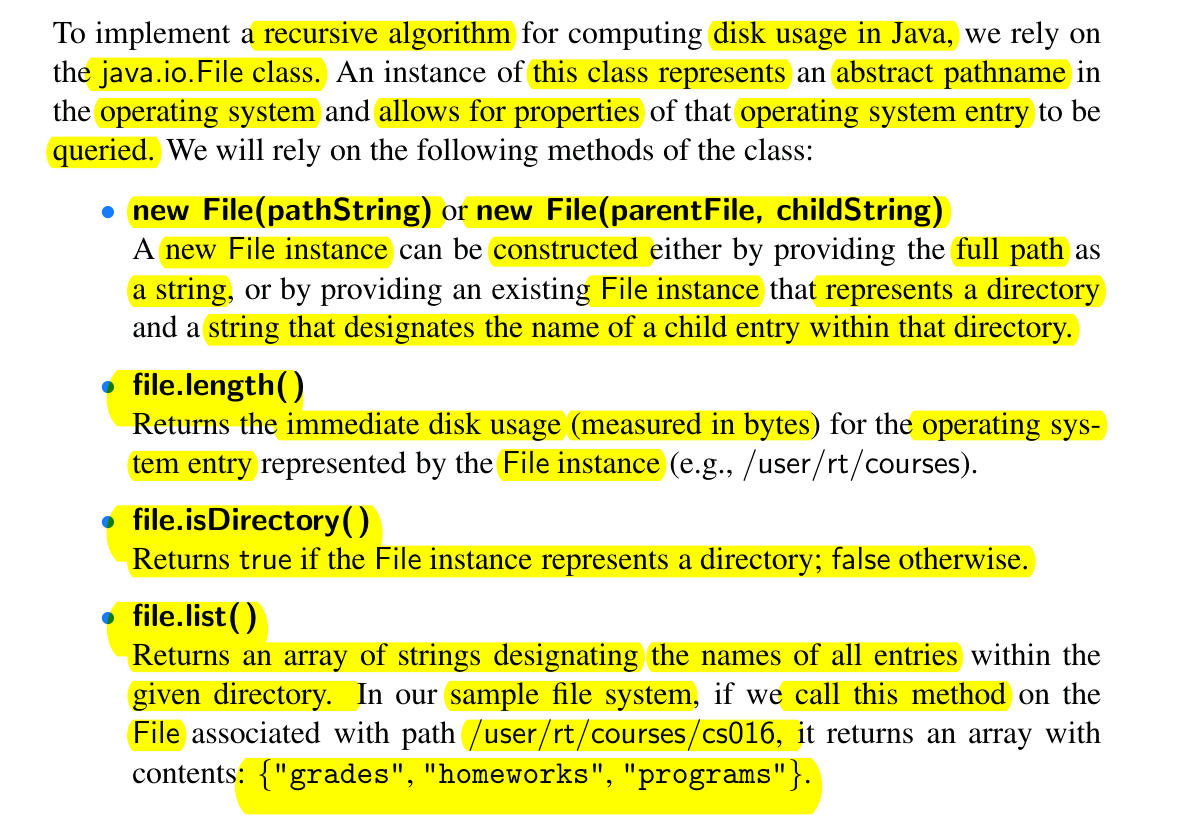 To implement a recursive algorithm for computing disk usage in Java, we rely on
the java.io.File class. An instance of this class represents an abstract pathname in
the operating system and allows for properties of that operating system entry to be
queried. We will rely on the following methods of the class:
• new File(pathString) or new File(parentFile, childString)
A new File instance can be constructed either by providing the full path as
a string, or by providing an existing File instance that represents a directory
and a string that designates the name of a child entry within that directory.
• file.length()
Returns the immediate disk usage (measured in bytes) for the operating sys-
tem entry represented by the File instance (e.g., /user/rt/courses).
• file.isDirectory()
Returns true if the File instance represents a directory; false otherwise.
• file.list()
Returns an array of strings designating the names of all entries within the
given directory. In our sample file system, if we call this method on the
File associated with path /user/rt/courses/cs016, it returns an array with
contents: {"grades", "homeworks", "programs"}.